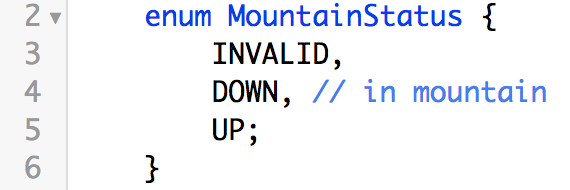 2 enum MountainStatus {
3 INVALID,
4 DOWN, // in mountain
5 UP;
6 }